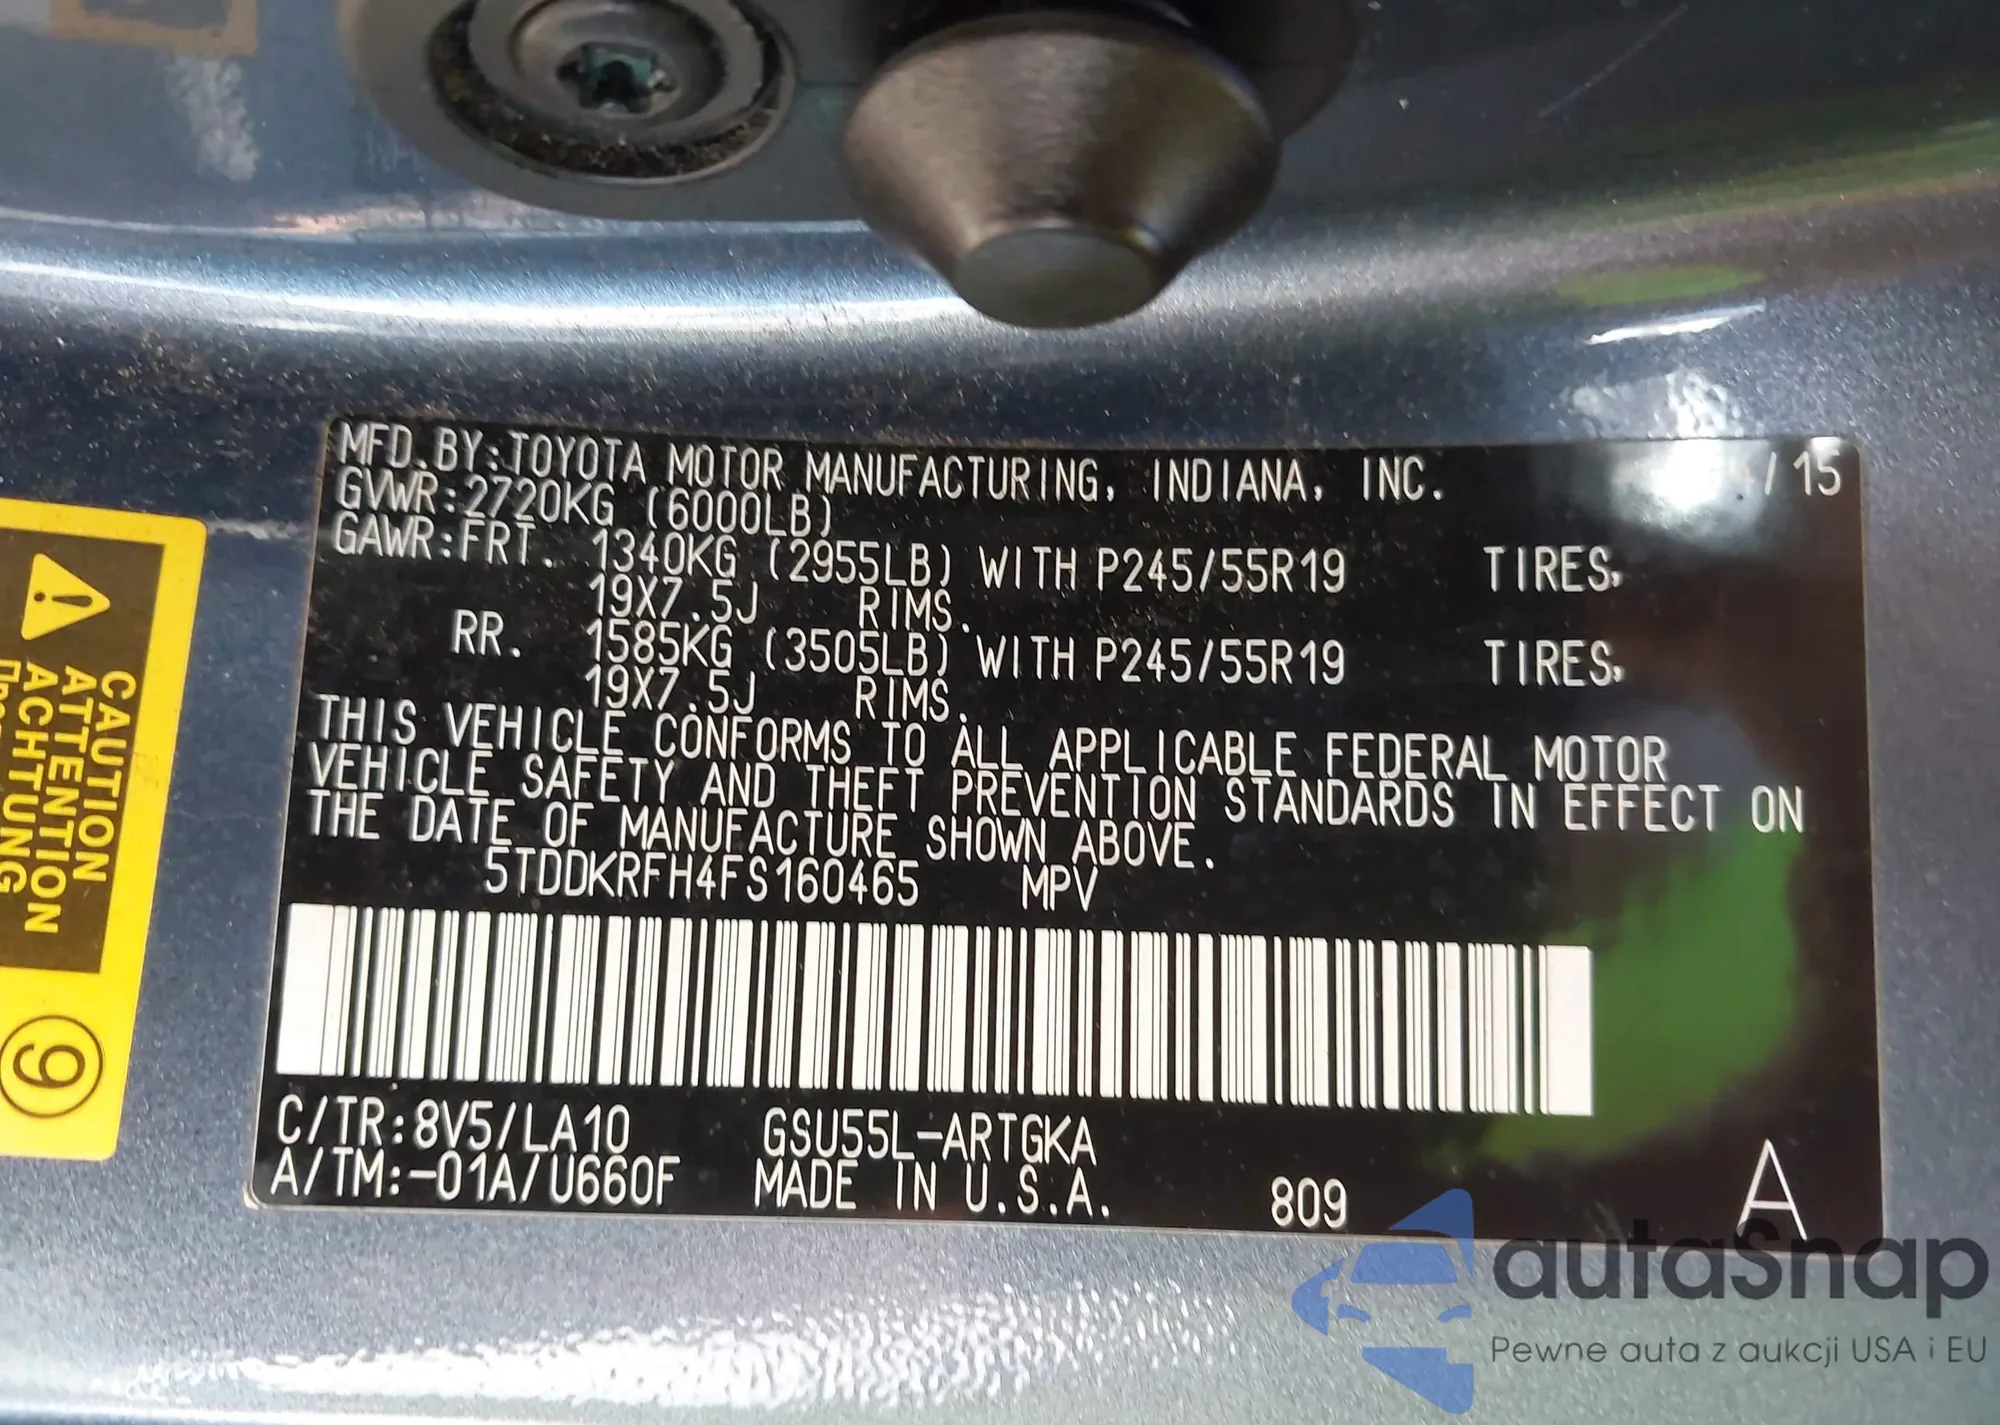 MFD.BY:TOYOTA MOTOR MANUFACTURING, INDIANA, INC. /15
GVWR:2720KG (6000LB)
GAWR:FRT. 1340KG (2955LB) WITH P245/55R19 TIRES,
19X7.5J RIMS.
RR. 1585KG (3505LB) WITH P245/55R19 TIRES,
19X7.5J RIMS.
THIS VEHICLE CONFORMS TO ALL APPLICABLE FEDERAL MOTOR
VEHICLE SAFETY AND THEFT PREVENTION STANDARDS IN EFFECT ON
THE DATE OF MANUFACTURE SHOWN ABOVE.
5TDDKRFH4FS160465 MPV
C/TR:8V5/LA10 GSU55L-ARTGKA
A/TM:-01A/U660F MADE IN U.S.A. 809 A
CAUTION
ATTENTION
ACHTUNG
9
autaSnap
Pewne auta z aukcji USA i EU